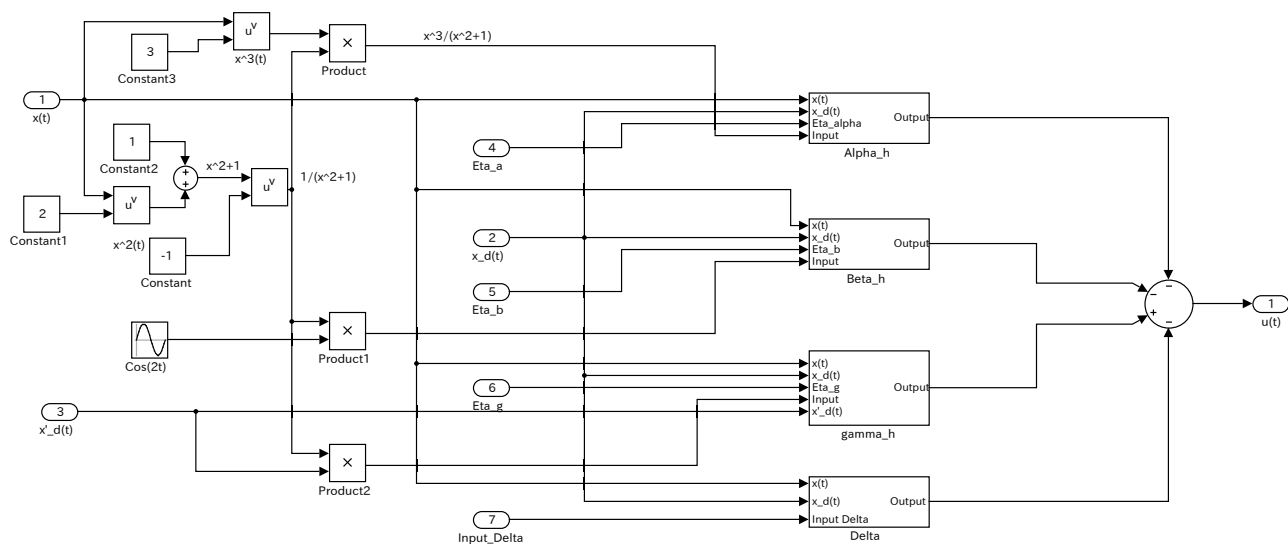 u^v
x^3/(x^2+1)
3
×
x^3(t)
Constant3
Product
1
x(t)
x(t)
x_d(t)
Eta_alpha
Input
Output
Alpha_h
1
Constant2
4
Eta_a
x^2+1
+
+
u^v
1/(x^2+1)
u^v
2
Constant1
x^2(t)
-1
Constant
2
x_d(t)
x(t)
x_d(t)
Eta_b
Input
Output
Beta_h
5
Eta_b
−
−
+
−
1
u(t)
Cos(2t)
×
Product1
x(t)
x_d(t)
Eta_g
Input
x'_d(t)
Output
gamma_h
6
Eta_g
3
x'_d(t)
×
Product2
x(t)
x_d(t)
Input Delta
Output
Delta
7
Input_Delta